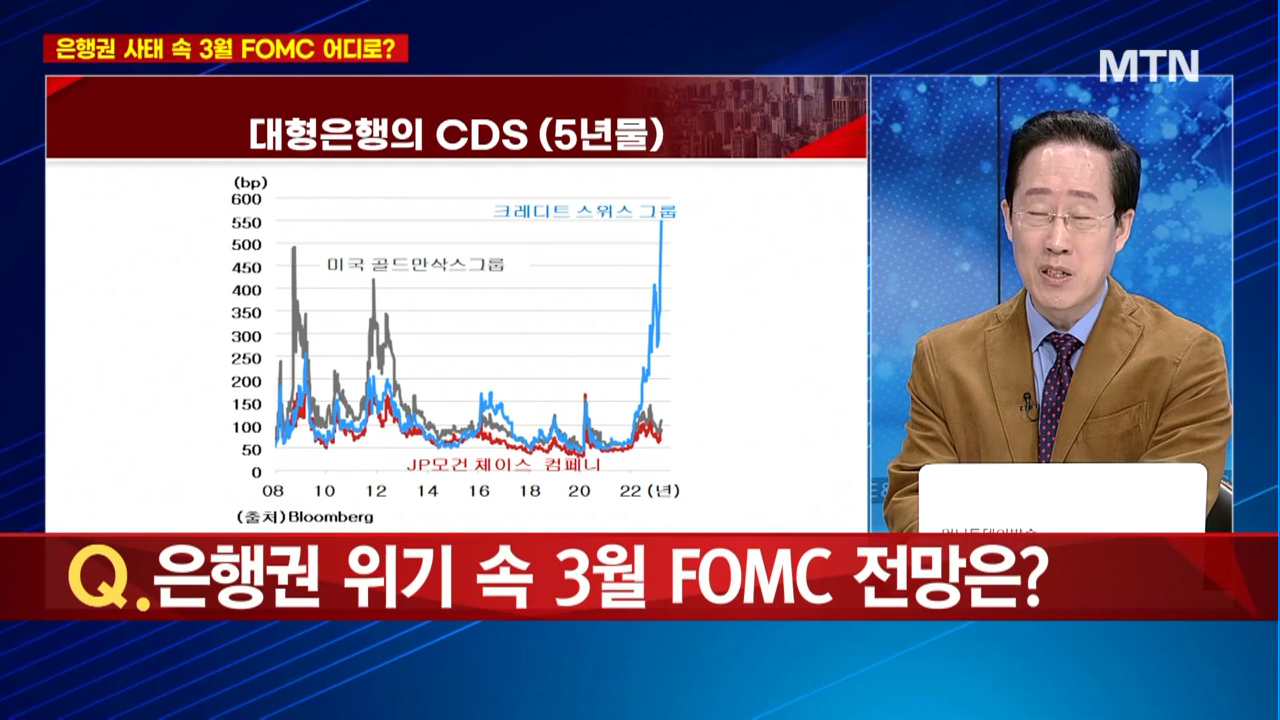 은행권 사태 속 3월 FOMC 어디로?
MTN
대형은행의 CDS (5년물)
(bp)
600
550
500
450
400
350
300
250
200
150
100
50
0
크레디트 스위스 그룹
미국 골드만삭스그룹
JP모건 체이스 컴퍼니
08 10 12 14 16 18 20 22 (년)
(출처) Bloomberg
Q. 은행권 위기 속 3월 FOMC 전망은?